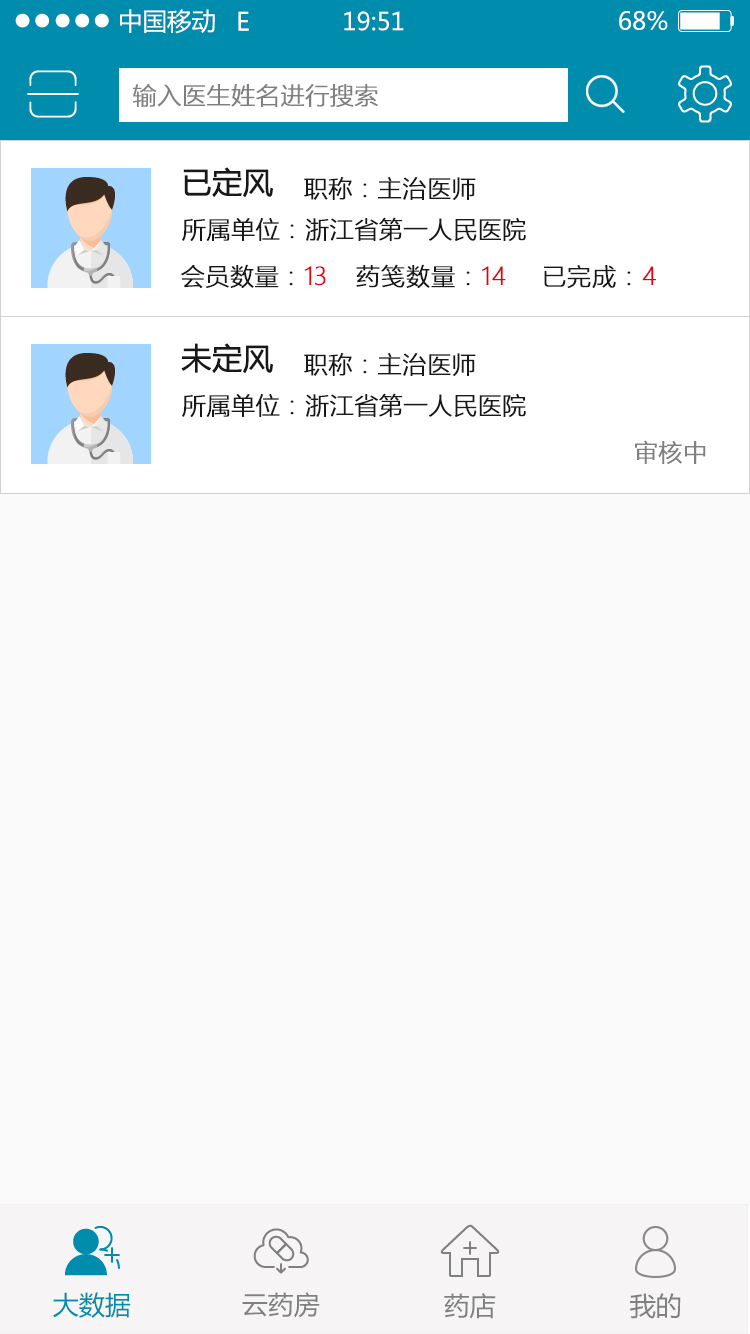 中国移动 E 19:51 68%
输入医生姓名进行搜索
已定风 职称：主治医师
所属单位：浙江省第一人民医院
会员数量：13 药笺数量：14 已完成：4
未定风 职称：主治医师
所属单位：浙江省第一人民医院
审核中
大数据 云药房 药店 我的